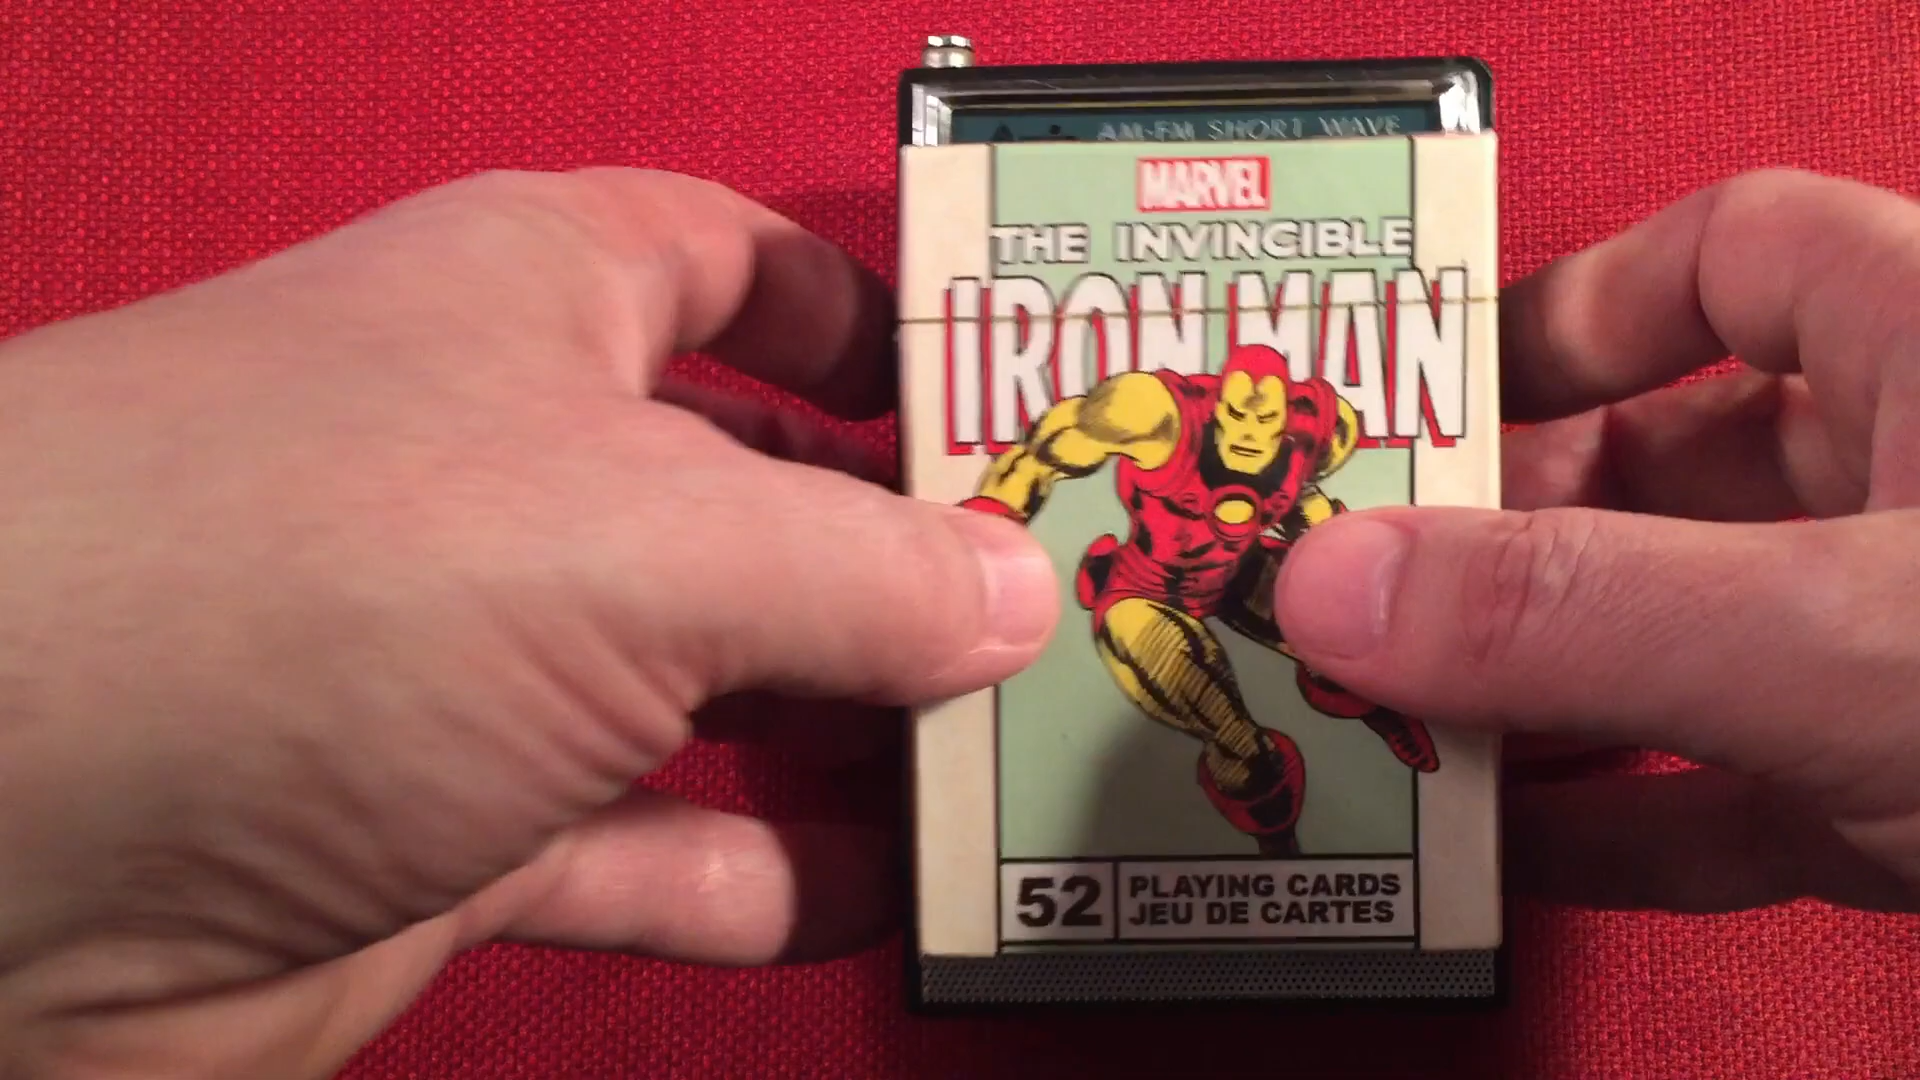 AM-FM SHORT WAVE
MARVEL
THE INVINCIBLE
IRON MAN
52
PLAYING CARDS
JEU DE CARTES